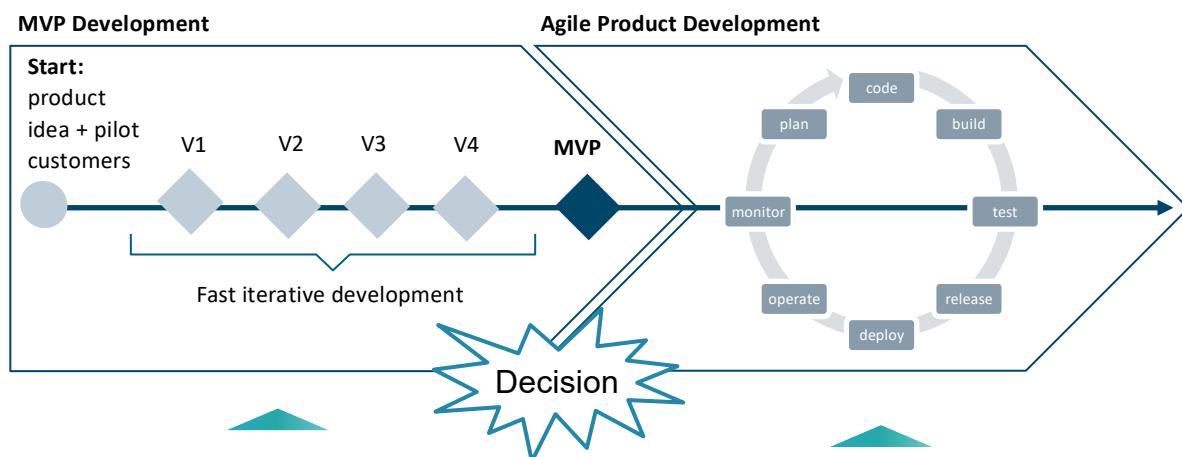 MVP Development
Agile Product Development
Start:
product
idea + pilot
customers
V1
V2
V3
V4
MVP
Fast iterative development
Decision
code
build
test
release
deploy
operate
monitor
plan